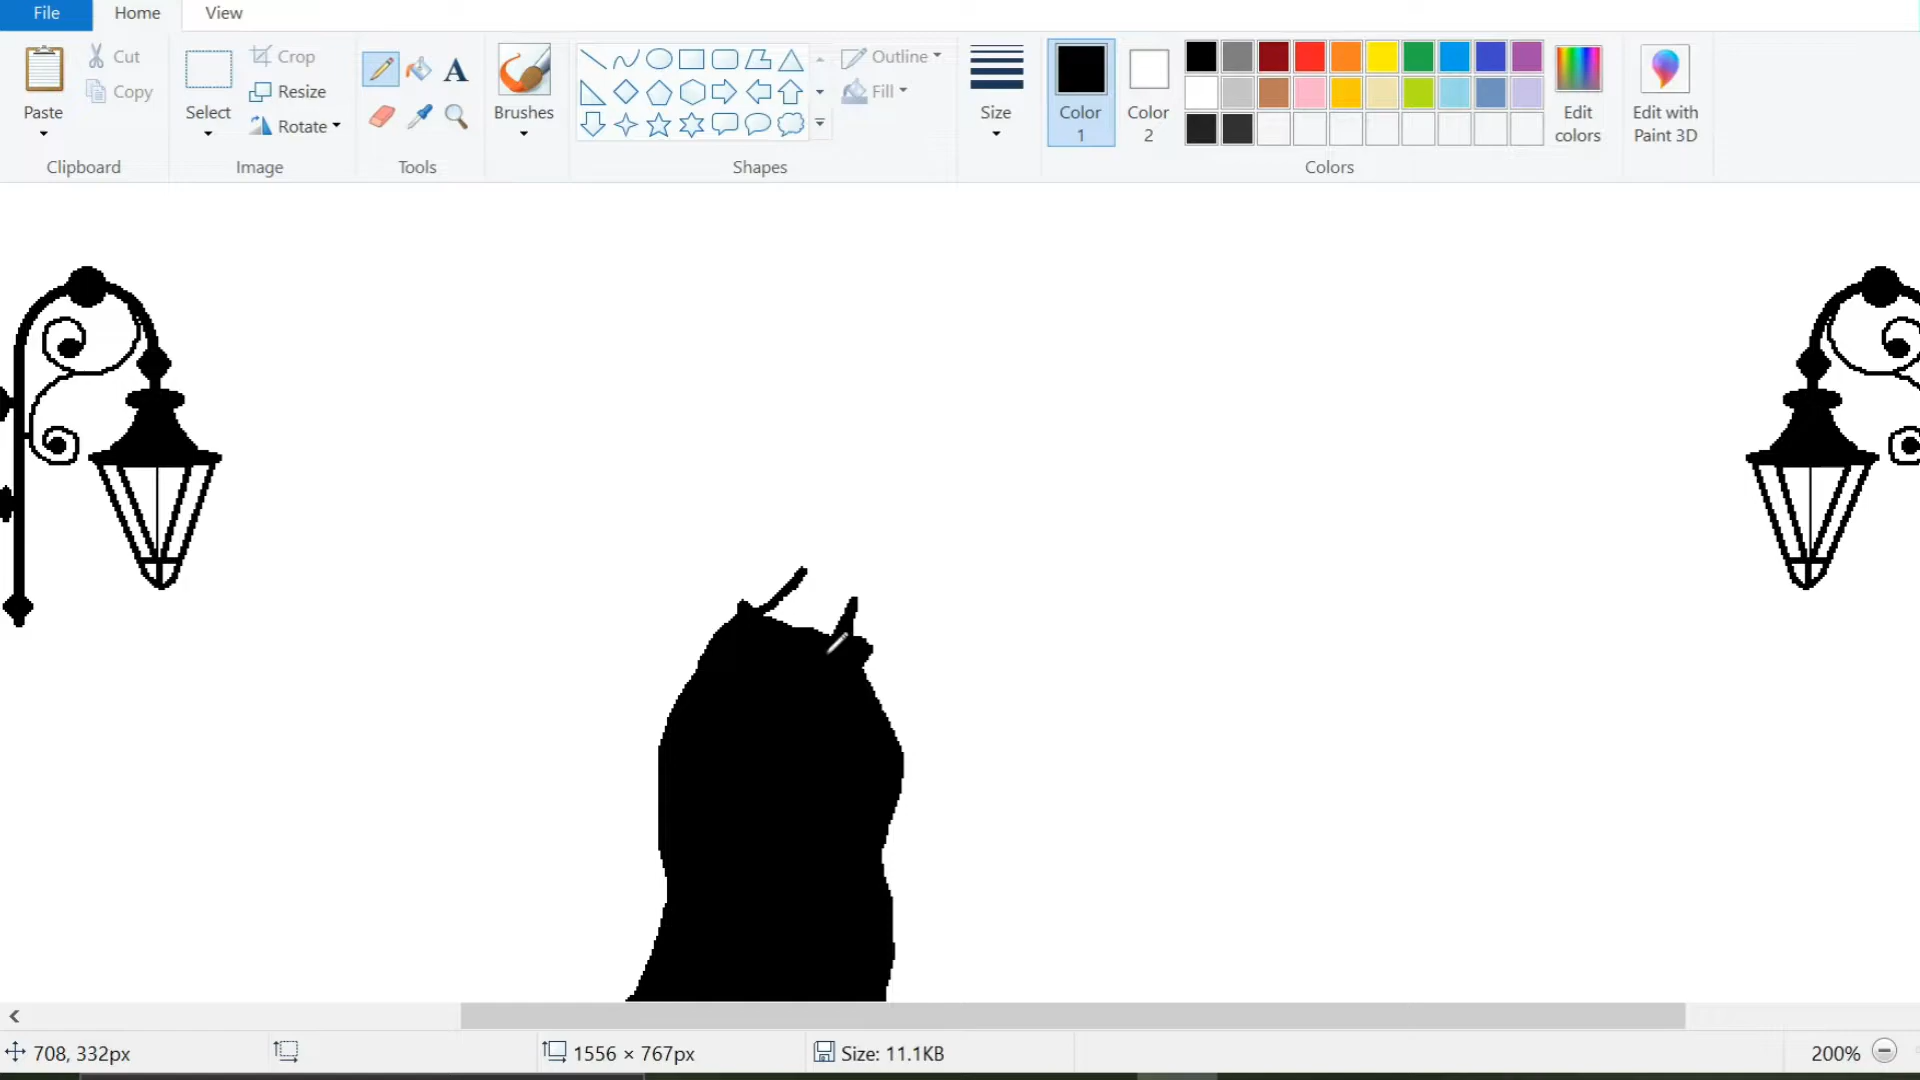 File Home View
Paste
Cut
Copy
Clipboard
Select
Crop
Resize
Rotate
Image
A
Tools
Brushes
Outline
Fill
Shapes
Size
Color
1
Color
2
Edit
colors
Colors
Edit with
Paint 3D
708, 332px
1556 × 767px
Size: 11.1KB
200%